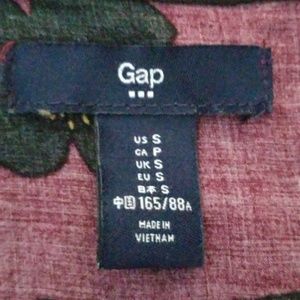 Gap
US S
CA P
UK S
EU S
日本 S
中国 165/88A
MADE IN
VIETNAM